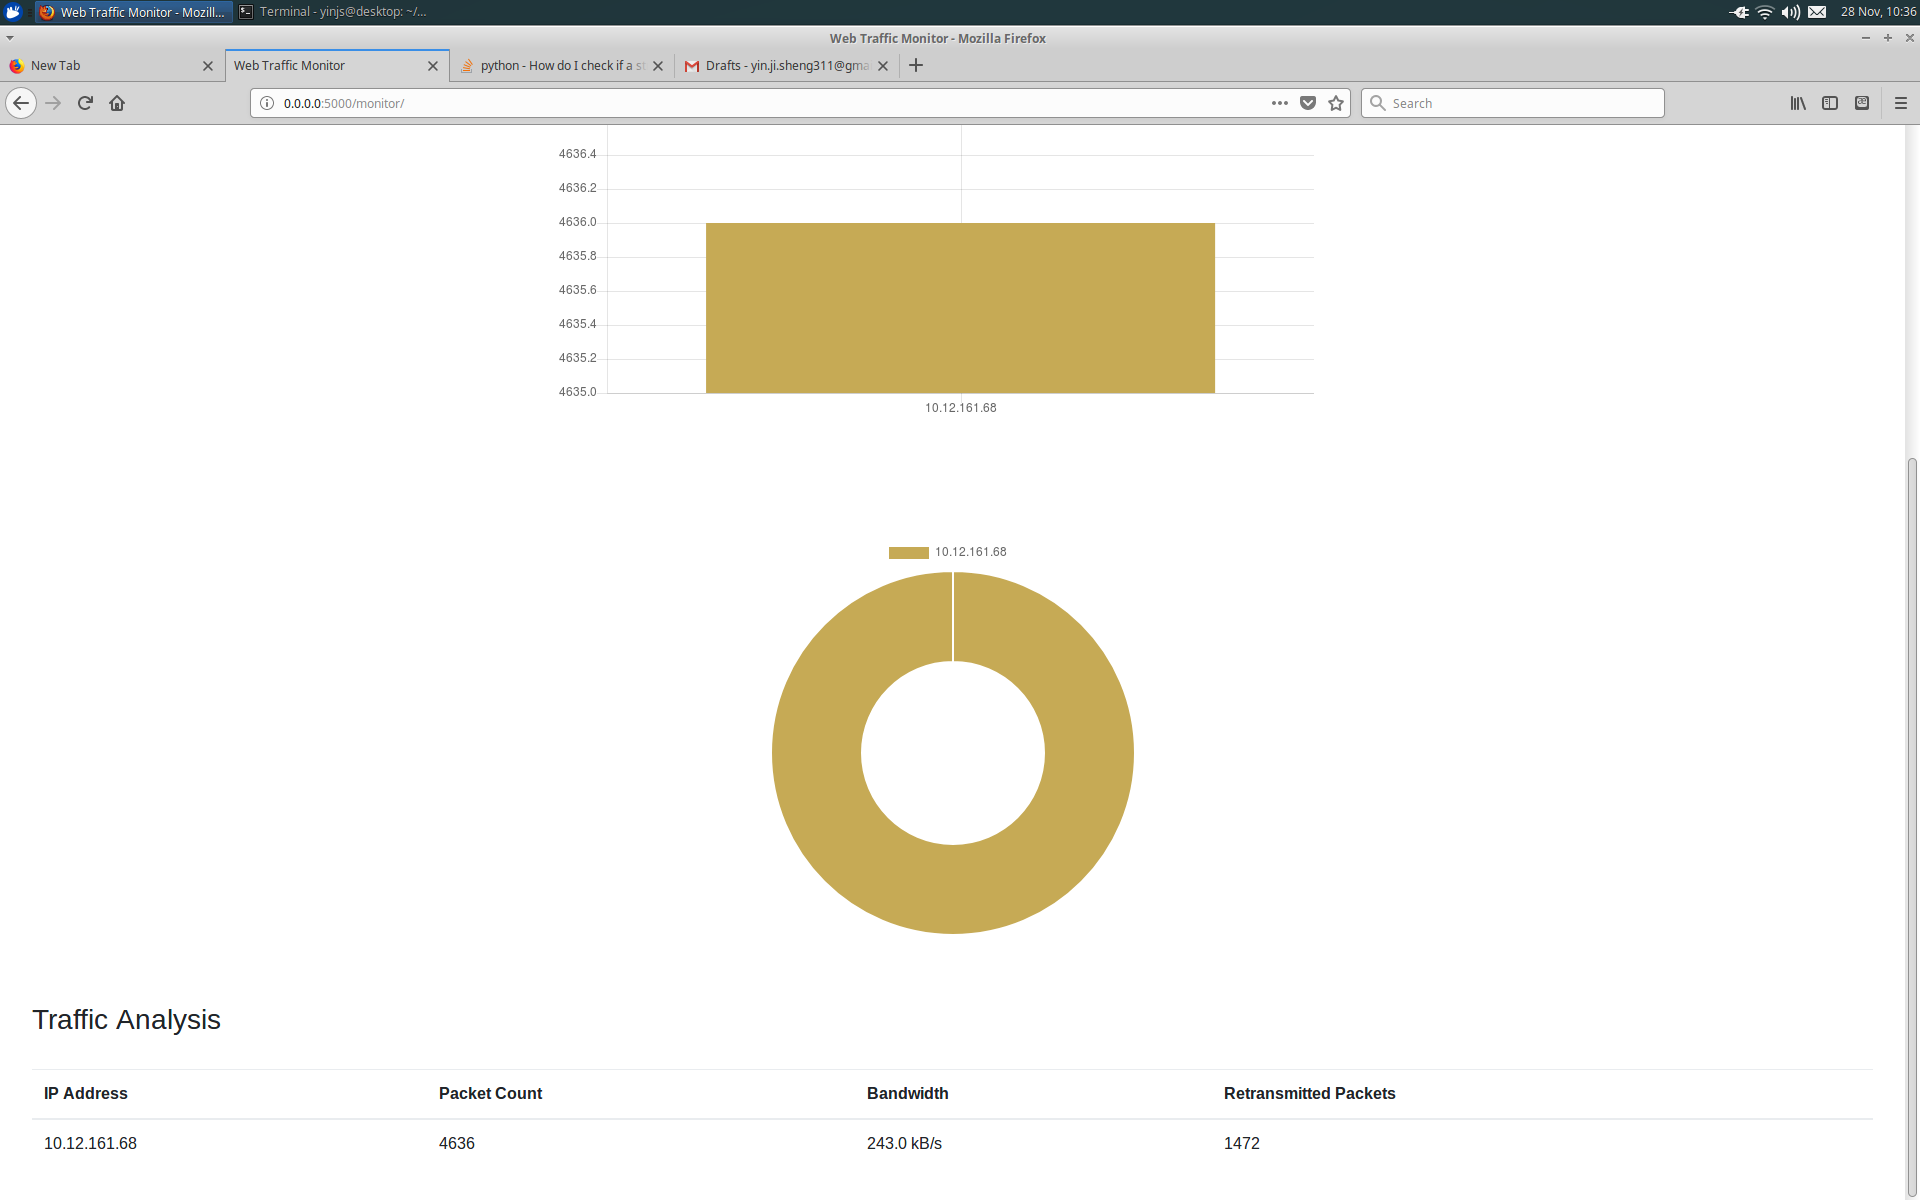 Web Traffic Monitor - Mozill... Terminal - yinjs@desktop: ~/... 28 Nov, 10:36
Web Traffic Monitor - Mozilla Firefox
New Tab Web Traffic Monitor python - How do I check if a st Drafts - yin.ji.sheng311@gma
0.0.0.0:5000/monitor/ Search
4636.4
4636.2
4636.0
4635.8
4635.6
4635.4
4635.2
4635.0
10.12.161.68
10.12.161.68
Traffic Analysis
IP Address Packet Count Bandwidth Retransmitted Packets
10.12.161.68 4636 243.0 kB/s 1472